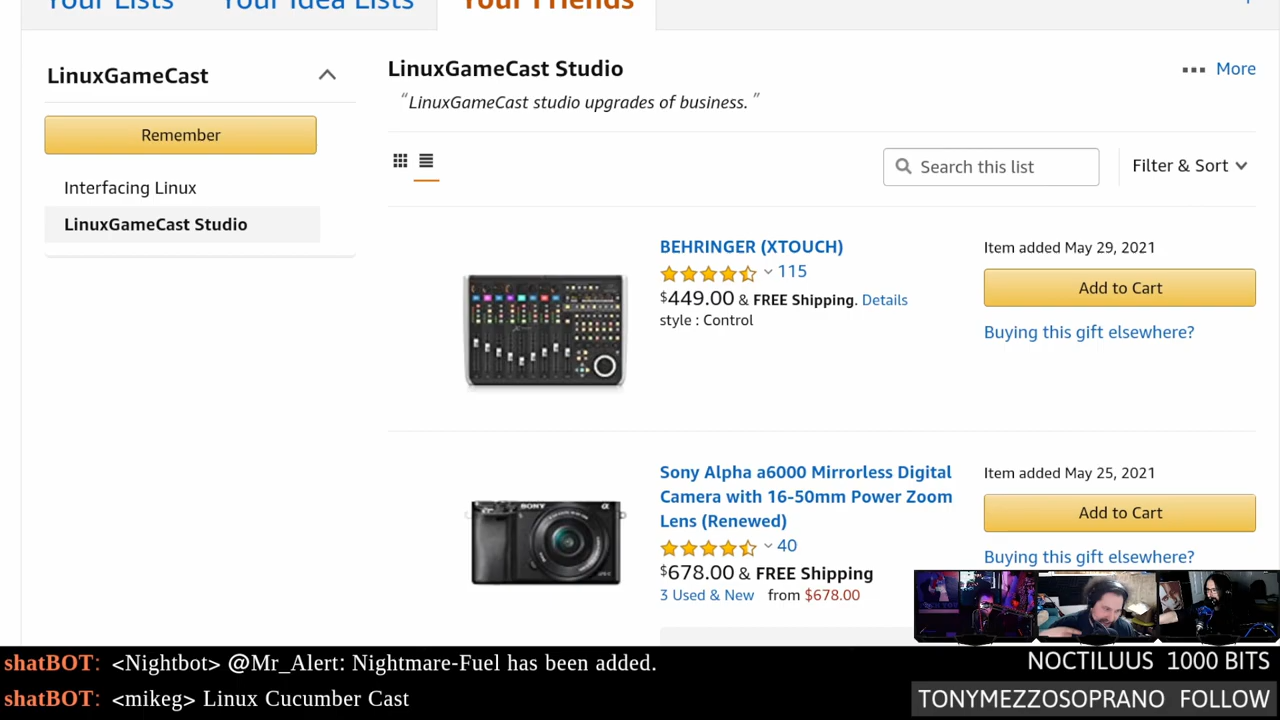 Your Lists
Your Idea Lists
Your Friends
LinuxGameCast
Remember
Interfacing Linux
LinuxGameCast Studio
LinuxGameCast Studio
More
“LinuxGameCast studio upgrades of business. ”
Search this list
Filter & Sort
BEHRINGER (XTOUCH)
115
$449.00 & FREE Shipping. Details
style : Control
Item added May 29, 2021
Add to Cart
Buying this gift elsewhere?
SONY
Sony Alpha a6000 Mirrorless Digital
Camera with 16-50mm Power Zoom
Lens (Renewed)
40
$678.00 & FREE Shipping
3 Used & New from $678.00
Item added May 25, 2021
Add to Cart
Buying this gift elsewhere?
shatBOT: <Nightbot> @Mr_Alert: Nightmare-Fuel has been added.
shatBOT: <mikeg> Linux Cucumber Cast
NOCTILUUS 1000 BITS
TONYMEZZOSOPRANO FOLLOW